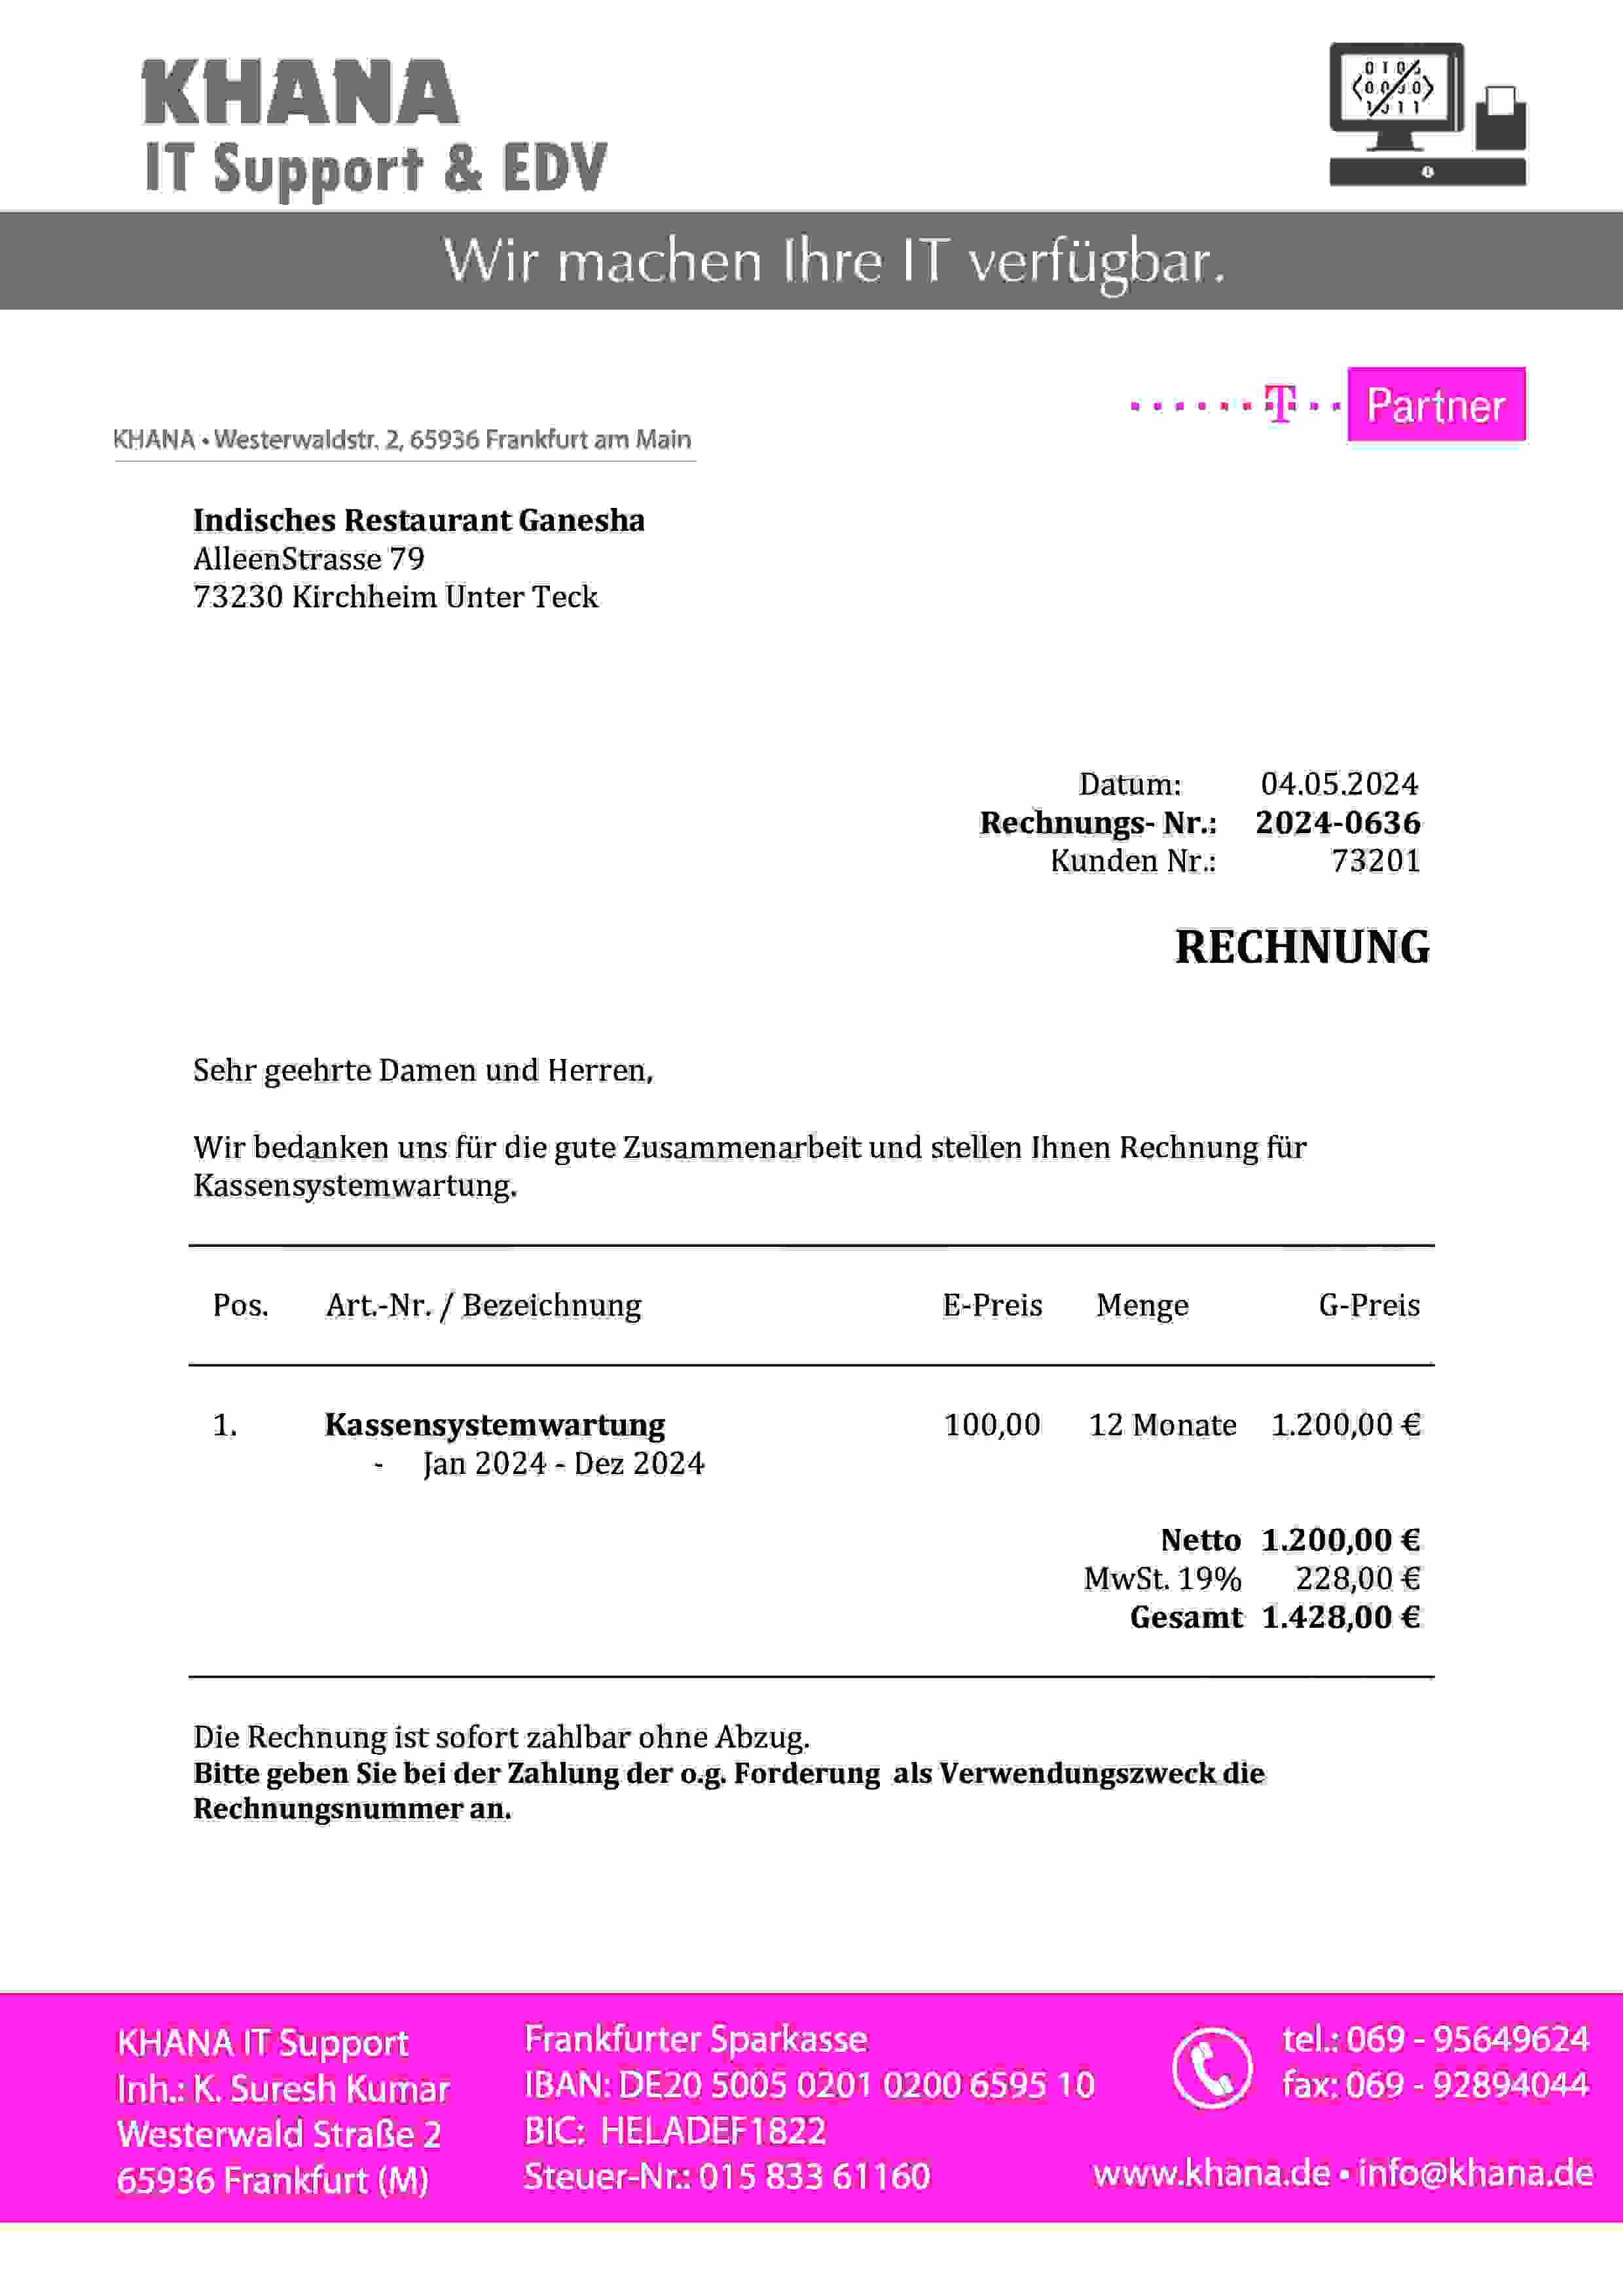 KHANA
IT Support & EDV
Wir machen Ihre IT verfügbar.
T Partner
KHANA • Westerwaldstr. 2, 65936 Frankfurt am Main
Indisches Restaurant Ganesha
AlleenStrasse 79
73230 Kirchheim Unter Teck
Datum: 04.05.2024
Rechnungs- Nr.: 2024-0636
Kunden Nr.: 73201
RECHNUNG
Sehr geehrte Damen und Herren,
Wir bedanken uns für die gute Zusammenarbeit und stellen Ihnen Rechnung für
Kassensystemwartung.
Pos. Art.-Nr. / Bezeichnung E-Preis Menge G-Preis
1. Kassensystemwartung 100,00 12 Monate 1.200,00 €
- Jan 2024 - Dez 2024
Netto 1.200,00 €
MwSt. 19% 228,00 €
Gesamt 1.428,00 €
Die Rechnung ist sofort zahlbar ohne Abzug.
Bitte geben Sie bei der Zahlung der o.g. Forderung als Verwendungszweck die
Rechnungsnummer an.
KHANA IT Support
Inh.: K. Suresh Kumar
Westerwald Straße 2
65936 Frankfurt (M)
Frankfurter Sparkasse
IBAN: DE20 5005 0201 0200 6595 10
BIC: HELADEF1822
Steuer-Nr.: 015 833 61160
tel.: 069 - 95649624
fax: 069 - 92894044
www.khana.de • info@khana.de